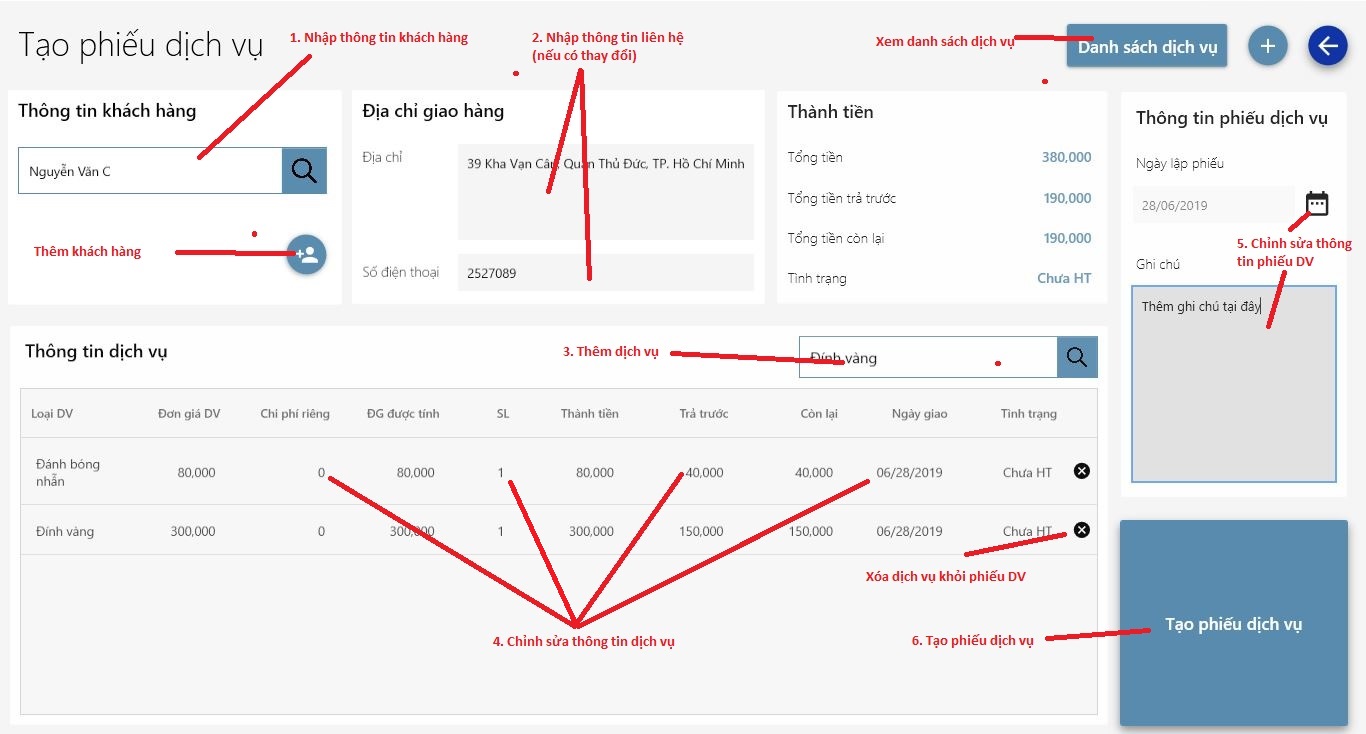 Tạo phiếu dịch vụ
1. Nhập thông tin khách hàng
2. Nhập thông tin liên hệ
(nếu có thay đổi)
Xem danh sách dịch vụ
Danh sách dịch vụ
Thông tin khách hàng
Nguyễn Văn C
Thêm khách hàng
Địa chỉ giao hàng
Địa chỉ
39 Kha Vạn Cân, Quận Thủ Đức, TP. Hồ Chí Minh
Số điện thoại
2527089
Thành tiền
Tổng tiền 380,000
Tổng tiền trả trước 190,000
Tổng tiền còn lại 190,000
Tình trạng Chưa HT
Thông tin phiếu dịch vụ
Ngày lập phiếu
28/06/2019
5. Chỉnh sửa thông
tin phiếu DV
Ghi chú
Thêm ghi chú tại đây
Thông tin dịch vụ
3. Thêm dịch vụ
Đính vàng
Loại DV Đơn giá DV Chi phí riêng ĐG được tính SL Thành tiền Trả trước Còn lại Ngày giao Tình trạng
Đánh bóng
nhẫn 80,000 0 80,000 1 80,000 40,000 40,000 06/28/2019 Chưa HT
Đính vàng 300,000 0 300,000 1 300,000 150,000 150,000 06/28/2019 Chưa HT
Xóa dịch vụ khỏi phiếu DV
4. Chỉnh sửa thông tin dịch vụ
6. Tạo phiếu dịch vụ
Tạo phiếu dịch vụ